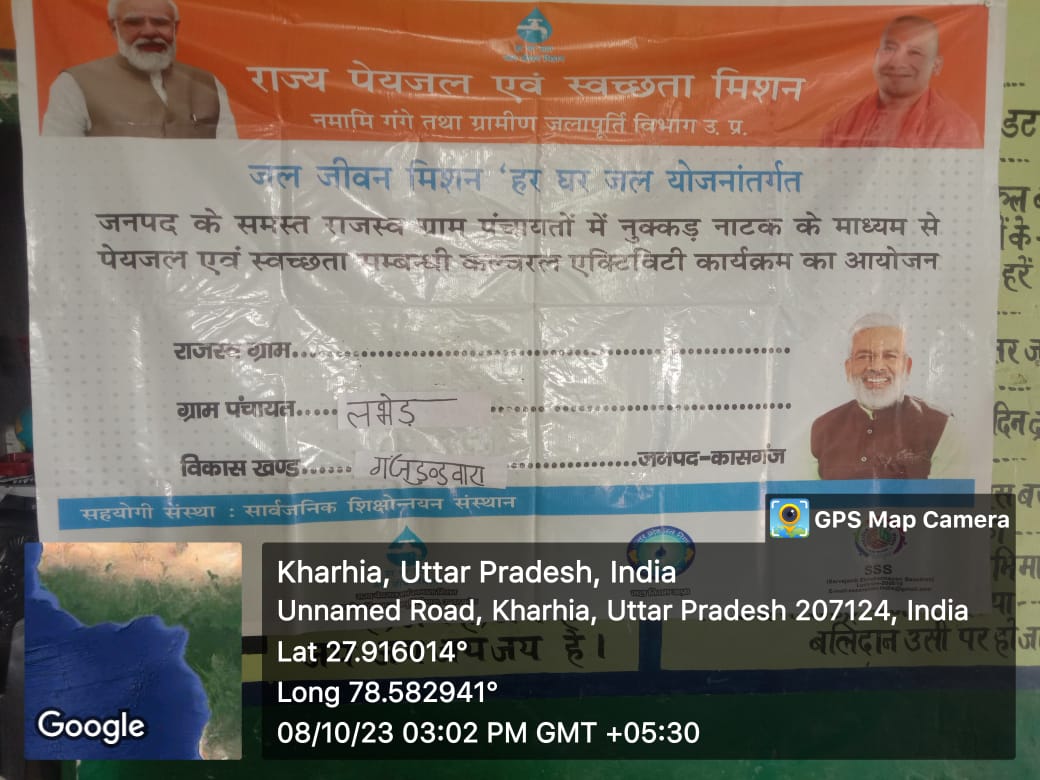 राज्य पेयजल एवं स्वच्छता मिशन
नमामि गंगे तथा ग्रामीण जलापूर्ति विभाग उ. प्र.
जल जीवन मिशन 'हर घर जल योजनांतर्गत
जनपद के समस्त राजस्व ग्राम पंचायतों में नुक्कड़ नाटक के माध्यम से
पेयजल एवं स्वच्छता सम्बन्धी कल्चरल एक्टिविटी कार्यक्रम का आयोजन
राजस्व ग्राम
ग्राम पंचायत लभेड़
विकास खण्ड गंजडुन्डवारा जनपद-कासगंज
सहयोगी संस्था : सार्वजनिक शिक्षोन्नयन संस्थान
GPS Map Camera
SSS
Kharhia, Uttar Pradesh, India
Unnamed Road, Kharhia, Uttar Pradesh 207124, India
Lat 27.916014°
Long 78.582941°
08/10/23 03:02 PM GMT +05:30
Google
बलिदान उसी पर